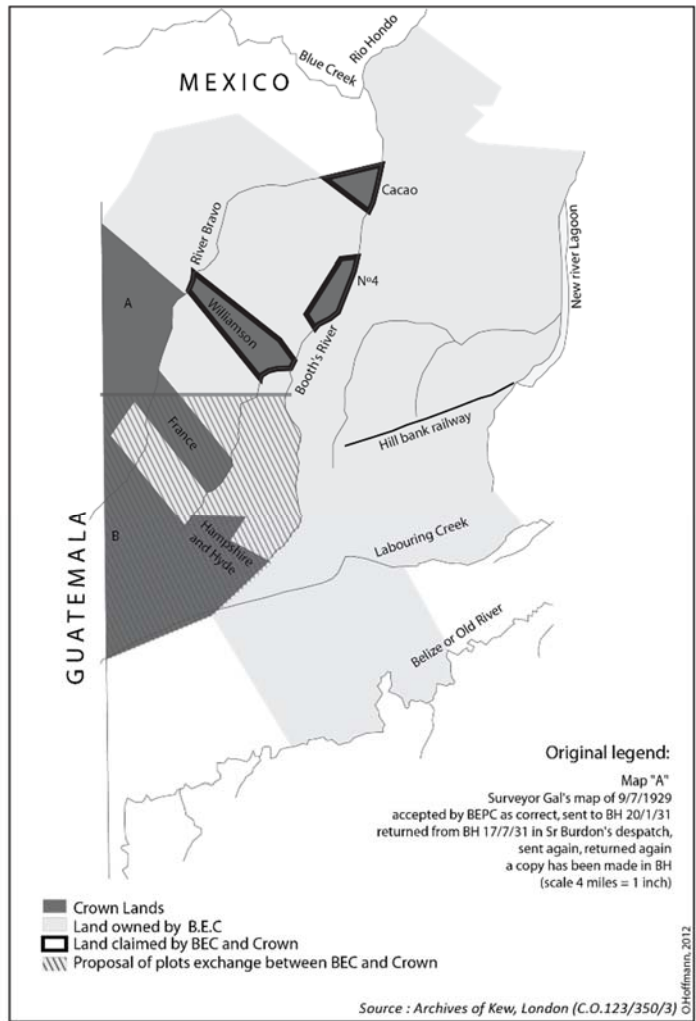 Blue Creek
Rio Hondo
MEXICO
Cacao
River Bravo
New river Lagoon
A
Williamson
Nº4
Booth's River
France
Hill bank railway
B
Hampshire
and Hyde
Labouring Creek
GUATEMALA
Belize or Old River
Original legend:
Map "A"
Surveyor Gal's map of 9/7/1929
accepted by BEPC as correct, sent to BH 20/1/31
returned from BH 17/7/31 in Sr Burdon's despatch,
sent again, returned again
a copy has been made in BH
(scale 4 miles = 1 inch)
Crown Lands
Land owned by B.E.C
Land claimed by BEC and Crown
Proposal of plots exchange between BEC and Crown
Source : Archives of Kew, London (C.O.123/350/3)
©Hoffmann, 2012